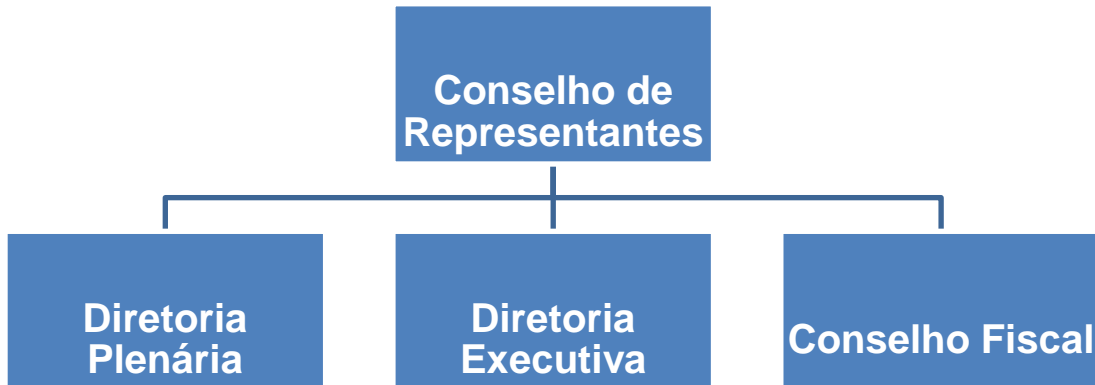 Conselho de
Representantes
Diretoria
Plenária
Diretoria
Executiva
Conselho Fiscal